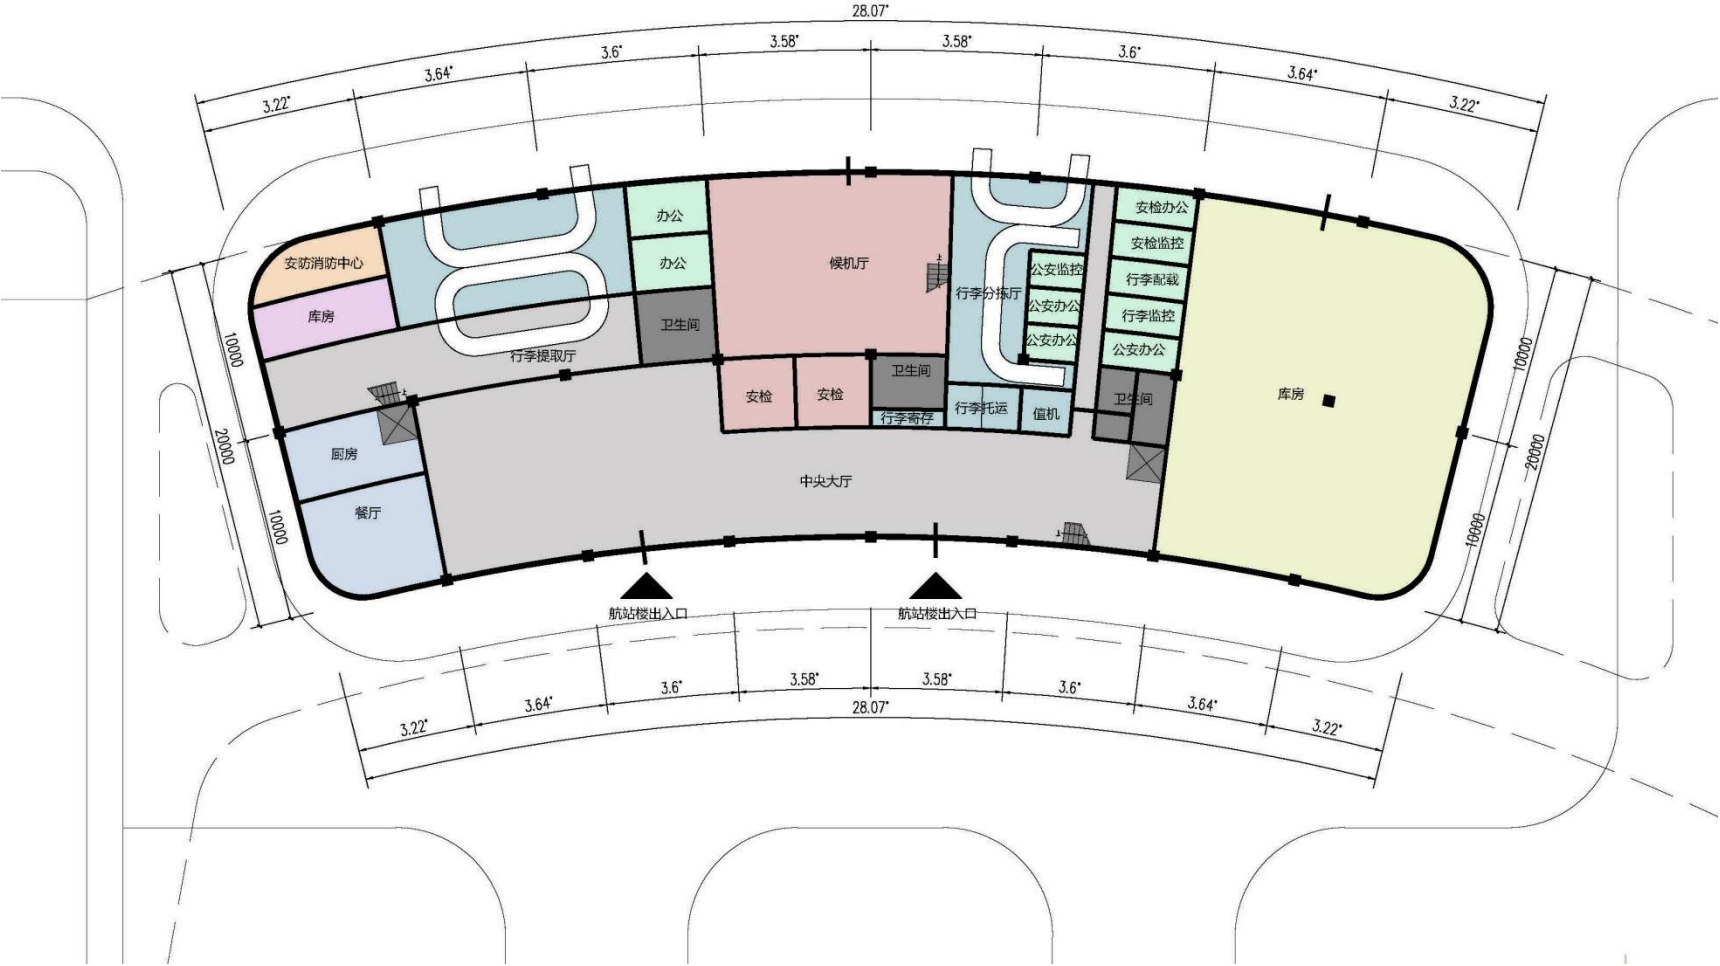 28.07°
3.58°
3.58°
3.6°
3.6°
3.64°
3.64°
3.22°
3.22°
安检办公
办公
安检监控
办公
安防消防中心
候机厅
公安监控
行李配载
行李分拣厅
公安办公
行李监控
库房
卫生间
公安办公
公安办公
10000
10000
行李提取厅
卫生间
安检
安检
库房
卫生间
行李寄存
行李托运
值机
上
上
上
20000
20000
厨房
中央大厅
餐厅
10000
10000
航站楼出入口
航站楼出入口
3.58°
3.58°
3.6°
3.6°
3.64°
3.64°
3.22°
3.22°
28.07°